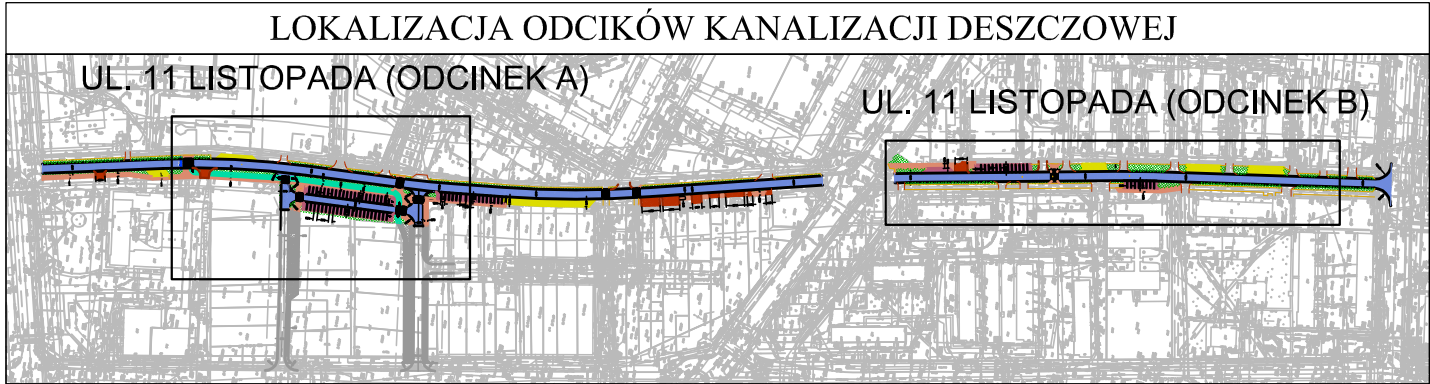 LOKALIZACJA ODCIKÓW KANALIZACJI DESZCZOWEJ
UL. 11 LISTOPADA (ODCINEK A)
UL. 11 LISTOPADA (ODCINEK B)